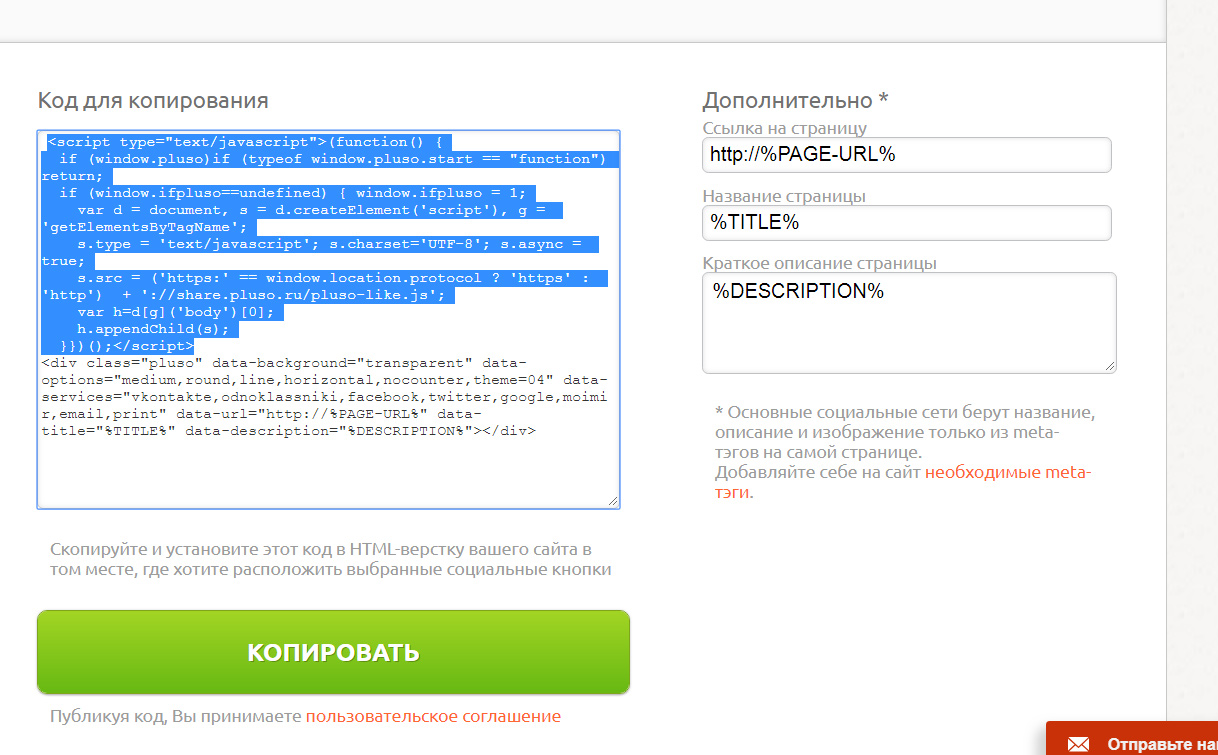 Код для копирования
<script type="text/javascript">(function() {
if (window.pluso)if (typeof window.pluso.start == "function")
return;
if (window.ifpluso==undefined) { window.ifpluso = 1;
var d = document, s = d.createElement('script'), g =
'getElementsByTagName';
s.type = 'text/javascript'; s.charset='UTF-8'; s.async =
true;
s.src = ('https:' == window.location.protocol ? 'https' :
'http')  + '://share.pluso.ru/pluso-like.js';
var h=d[g]('body')[0];
h.appendChild(s);
}})();</script>
<div class="pluso" data-background="transparent" data-
options="medium,round,line,horizontal,nocounter,theme=04" data-
services="vkontakte,odnoklassniki,facebook,twitter,google,moimi
r,email,print" data-url="http://%PAGE-URL%" data-
title="%TITLE%" data-description="%DESCRIPTION%"></div>
Скопируйте и установите этот код в HTML-верстку вашего сайта в
том месте, где хотите расположить выбранные социальные кнопки
КОПИРОВАТЬ
Публикуя код, Вы принимаете пользовательское соглашение
Дополнительно *
Ссылка на страницу
http://%PAGE-URL%
Название страницы
%TITLE%
Краткое описание страницы
%DESCRIPTION%
* Основные социальные сети берут название,
описание и изображение только из meta-
тэгов на самой странице.
Добавляйте себе на сайт необходимые meta-
тэги.
Отправьте